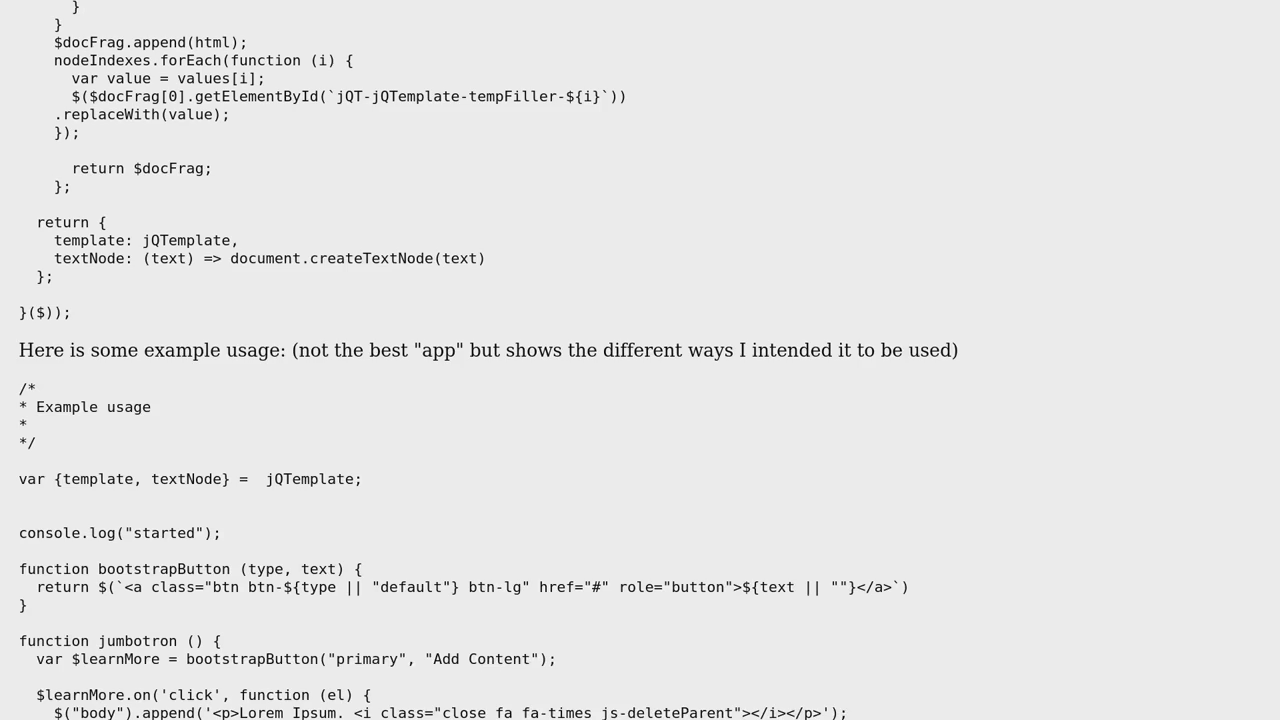 }
    }
    $docFrag.append(html);
    nodeIndexes.forEach(function (i) {
      var value = values[i];
      $($docFrag[0].getElementById(`jQT-jQTemplate-tempFiller-${i}`))
    .replaceWith(value);
    });

      return $docFrag;
    };

  return {
    template: jQTemplate,
    textNode: (text) => document.createTextNode(text)
  };

}($));

Here is some example usage: (not the best "app" but shows the different ways I intended it to be used)

/*
* Example usage
*
*/

var {template, textNode} =  jQTemplate;


console.log("started");

function bootstrapButton (type, text) {
  return $(`<a class="btn btn-${type || "default"} btn-lg" href="#" role="button">${text || ""}</a>`)
}

function jumbotron () {
  var $learnMore = bootstrapButton("primary", "Add Content");

  $learnMore.on('click', function (el) {
    $("body").append('<p>Lorem Ipsum. <i class="close fa fa-times js-deleteParent"></i></p>');